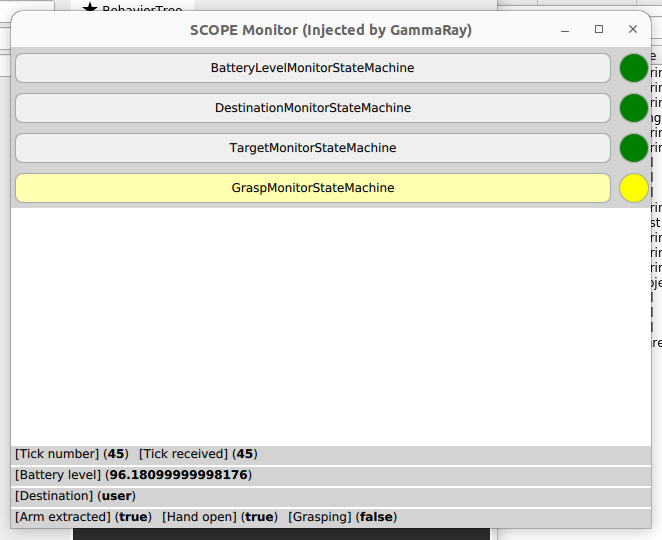 BehaviorTree
SCOPE Monitor (Injected by GammaRay)
BatteryLevelMonitorStateMachine
DestinationMonitorStateMachine
TargetMonitorStateMachine
GraspMonitorStateMachine
[Tick number] (45) [Tick received] (45)
[Battery level] (96.18099999998176)
[Destination] (user)
[Arm extracted] (true) [Hand open] (true) [Grasping] (false)